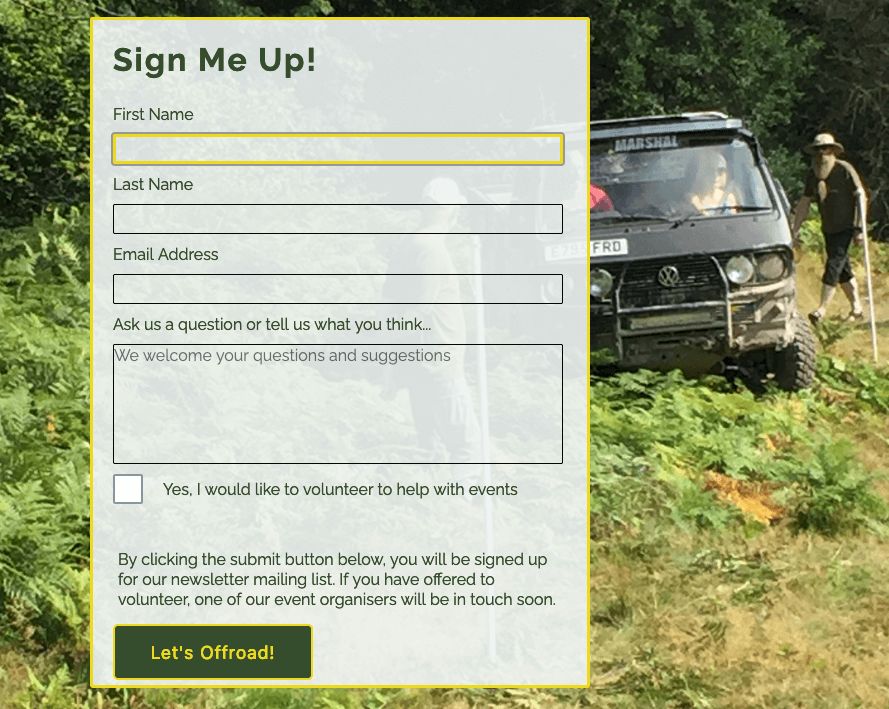 Sign Me Up!
First Name
MARSHAL
Last Name
FRD
Email Address
Ask us a question or tell us what you think...
We welcome your questions and suggestions
Yes, I would like to volunteer to help with events
By clicking the submit button below, you will be signed up
for our newsletter mailing list. If you have offered to
volunteer, one of our event organisers will be in touch soon.
Let's Offroad!